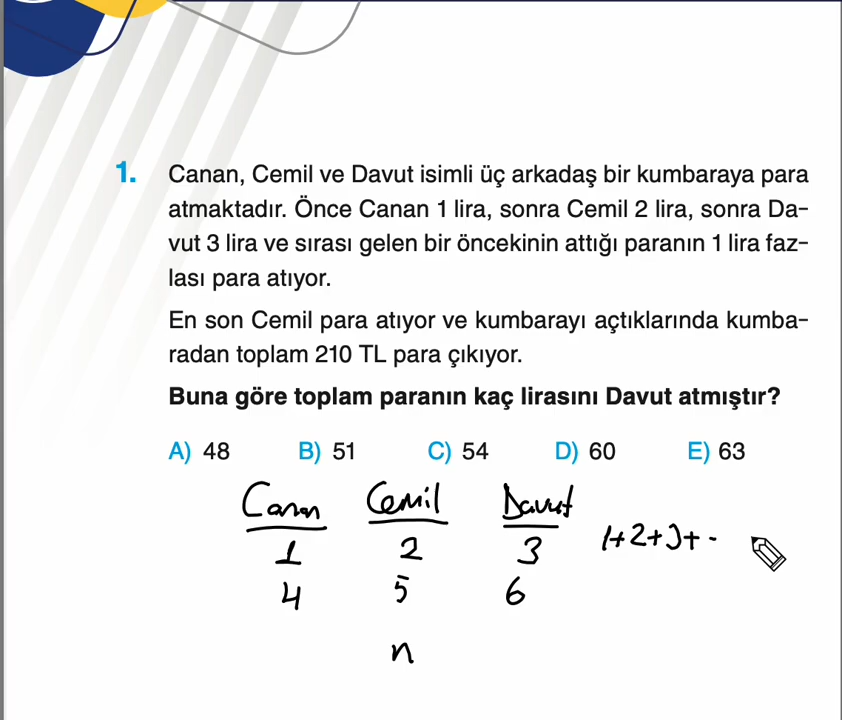 1. Canan, Cemil ve Davut isimli üç arkadaş bir kumbaraya para
atmaktadır. Önce Canan 1 lira, sonra Cemil 2 lira, sonra Da-
vut 3 lira ve sırası gelen bir öncekinin attığı paranın 1 lira faz-
lası para atıyor.
En son Cemil para atıyor ve kumbarayı açtıklarında kumba-
radan toplam 210 TL para çıkıyor.
Buna göre toplam paranın kaç lirasını Davut atmıştır?
A) 48 B) 51 C) 54 D) 60 E) 63
Canan Cemil Davut
1 2 3 1+2+3+ -
4 5 6
n